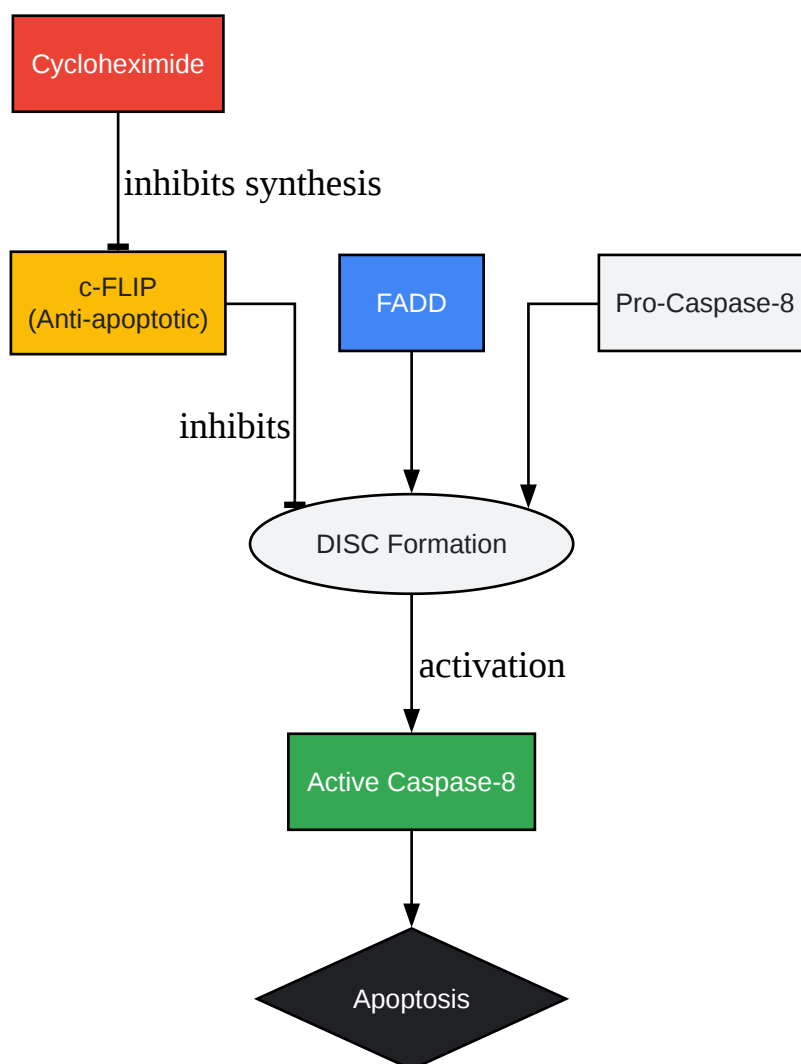 Cycloheximide
inhibits synthesis
c-FLIP
(Anti-apoptotic)
FADD
Pro-Caspase-8
inhibits
DISC Formation
activation
Active Caspase-8
Apoptosis